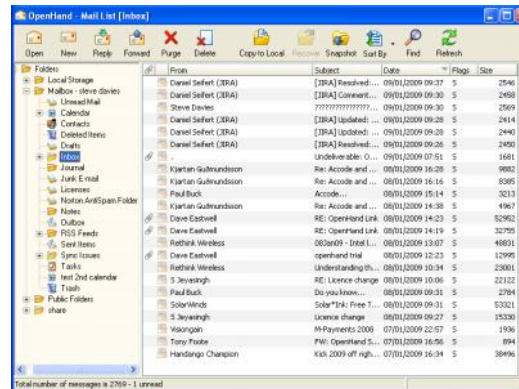 OpenHand - Mail List [Inbox]
Open New Reply Forward Purge Delete Copy to Local Recover Snapshot Sort By Find Refresh
Folders
Local Storage
Mailbox - steve davies
Unread Mail
Calendar
Contacts
Deleted Items
Drafts
Inbox
Journal
Junk E-mail
Licenses
Norton AntiSpam Folder
Notes
Outbox
RSS Feeds
Sent Items
Sync Issues
Tasks
test 2nd calendar
Trash
Public Folders
share
From Subject Date Flags Size
Daniel Seifert (JIRA) [JIRA] Resolved:... 09/01/2009 09:37 S 2546
Daniel Seifert (JIRA) [JIRA] Comment... 09/01/2009 09:30 S 2458
Steve Davies ???????????????... 09/01/2009 09:30 S 2569
Daniel Seifert (JIRA) [JIRA] Updated: ... 09/01/2009 09:28 S 2414
Daniel Seifert (JIRA) [JIRA] Updated: ... 09/01/2009 09:28 S 2440
Daniel Seifert (JIRA) [JIRA] Resolved:... 09/01/2009 09:26 S 2450
. Undeliverable: O... 09/01/2009 07:51 S 1681
Kjartan Guðmundsson Re: Accode and ... 08/01/2009 16:28 S 9882
Kjartan Guðmundsson Re: Accode and ... 08/01/2009 16:16 S 8385
Paul Buck Accode... 08/01/2009 15:14 S 3213
Kjartan Guðmundsson Re: Accode and ... 08/01/2009 14:38 S 4967
Dave Eastwell RE: OpenHand Link 08/01/2009 14:23 S 52952
Dave Eastwell RE: OpenHand Link 08/01/2009 14:19 S 32755
Rethink Wireless 08Jan09 - Intel l... 08/01/2009 13:07 S 48831
Dave Eastwell openhand trial 08/01/2009 12:23 S 12995
Rethink Wireless Understanding th... 08/01/2009 10:34 S 23001
S Jeyasingh RE: Licence change 08/01/2009 10:06 S 22122
Paul Buck Do you know... 08/01/2009 09:31 S 2784
SolarWinds Solar*Ink: Free T... 08/01/2009 09:31 S 53321
S Jeyasingh Licence change 08/01/2009 09:27 S 15330
Visiongain M-Payments 2008 07/01/2009 22:57 S 1936
Tony Foote FW: OpenHand S... 07/01/2009 16:56 S 894
Handango Champion Kick 2009 off righ... 07/01/2009 16:34 S 38496
Total number of messages is 2769 - 1 unread